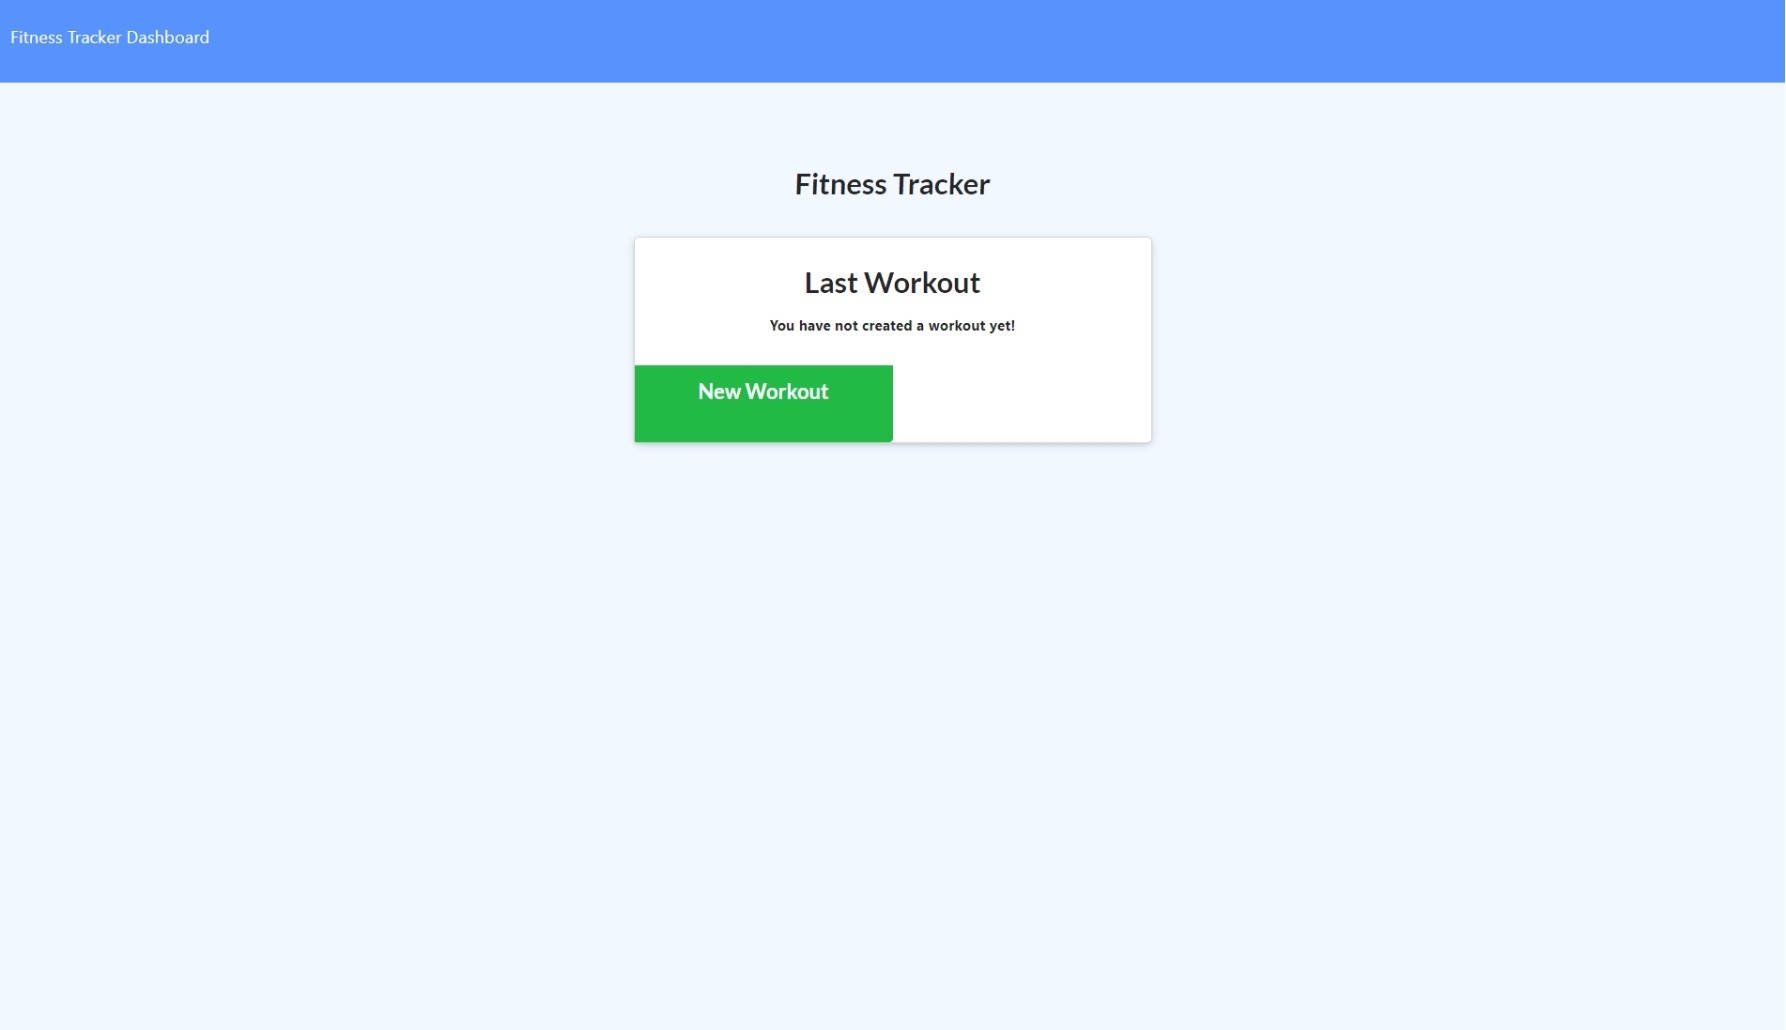 Fitness Tracker Dashboard
Fitness Tracker
Last Workout
You have not created a workout yet!
New Workout